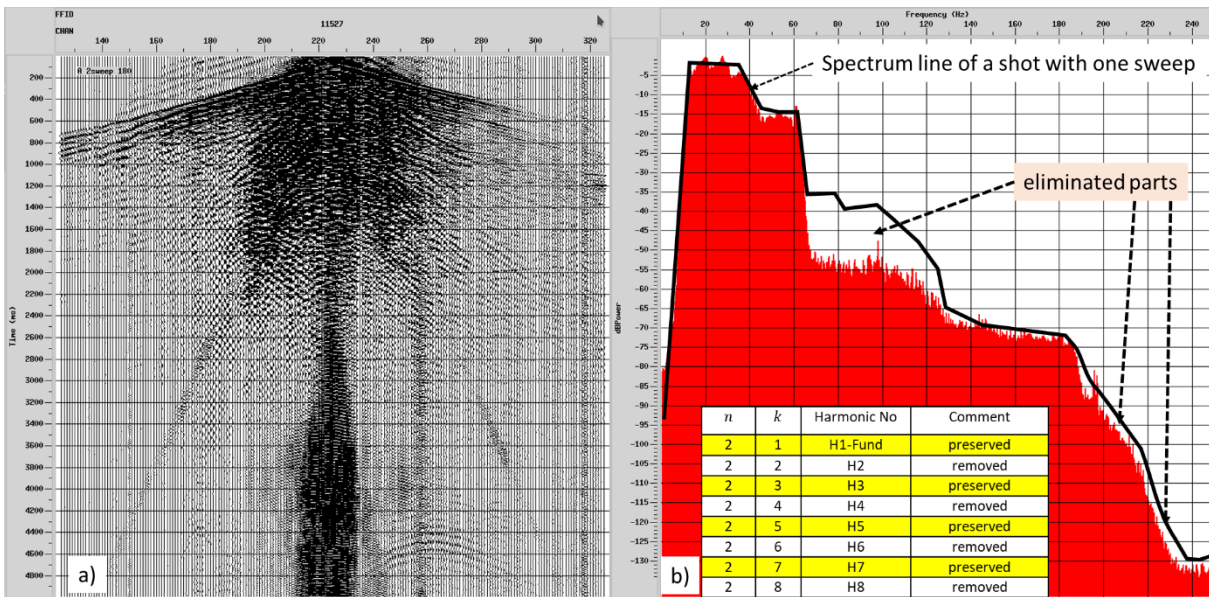 FFID 11527
CHAN 140 160 180 200 220 240 260 280 300 320
A 2sweep 180
Time (ms)
200
400
600
800
1000
1200
1400
1600
1800
2000
2200
2400
2600
2800
3000
3200
3400
3600
3800
4000
4200
4400
4600
4800
a)
Frequency (Hz)
20 40 60 80 100 120 140 160 180 200 220 240
dBPower
-5
-10
-15
-20
-25
-30
-35
-40
-45
-50
-55
-60
-65
-70
-75
-80
-85
-90
-95
-100
-105
-110
-115
-120
-125
-130
Spectrum line of a shot with one sweep
eliminated parts
n k Harmonic No Comment
2 1 H1-Fund preserved
2 2 H2 removed
2 3 H3 preserved
2 4 H4 removed
2 5 H5 preserved
2 6 H6 removed
2 7 H7 preserved
2 8 H8 removed
b)